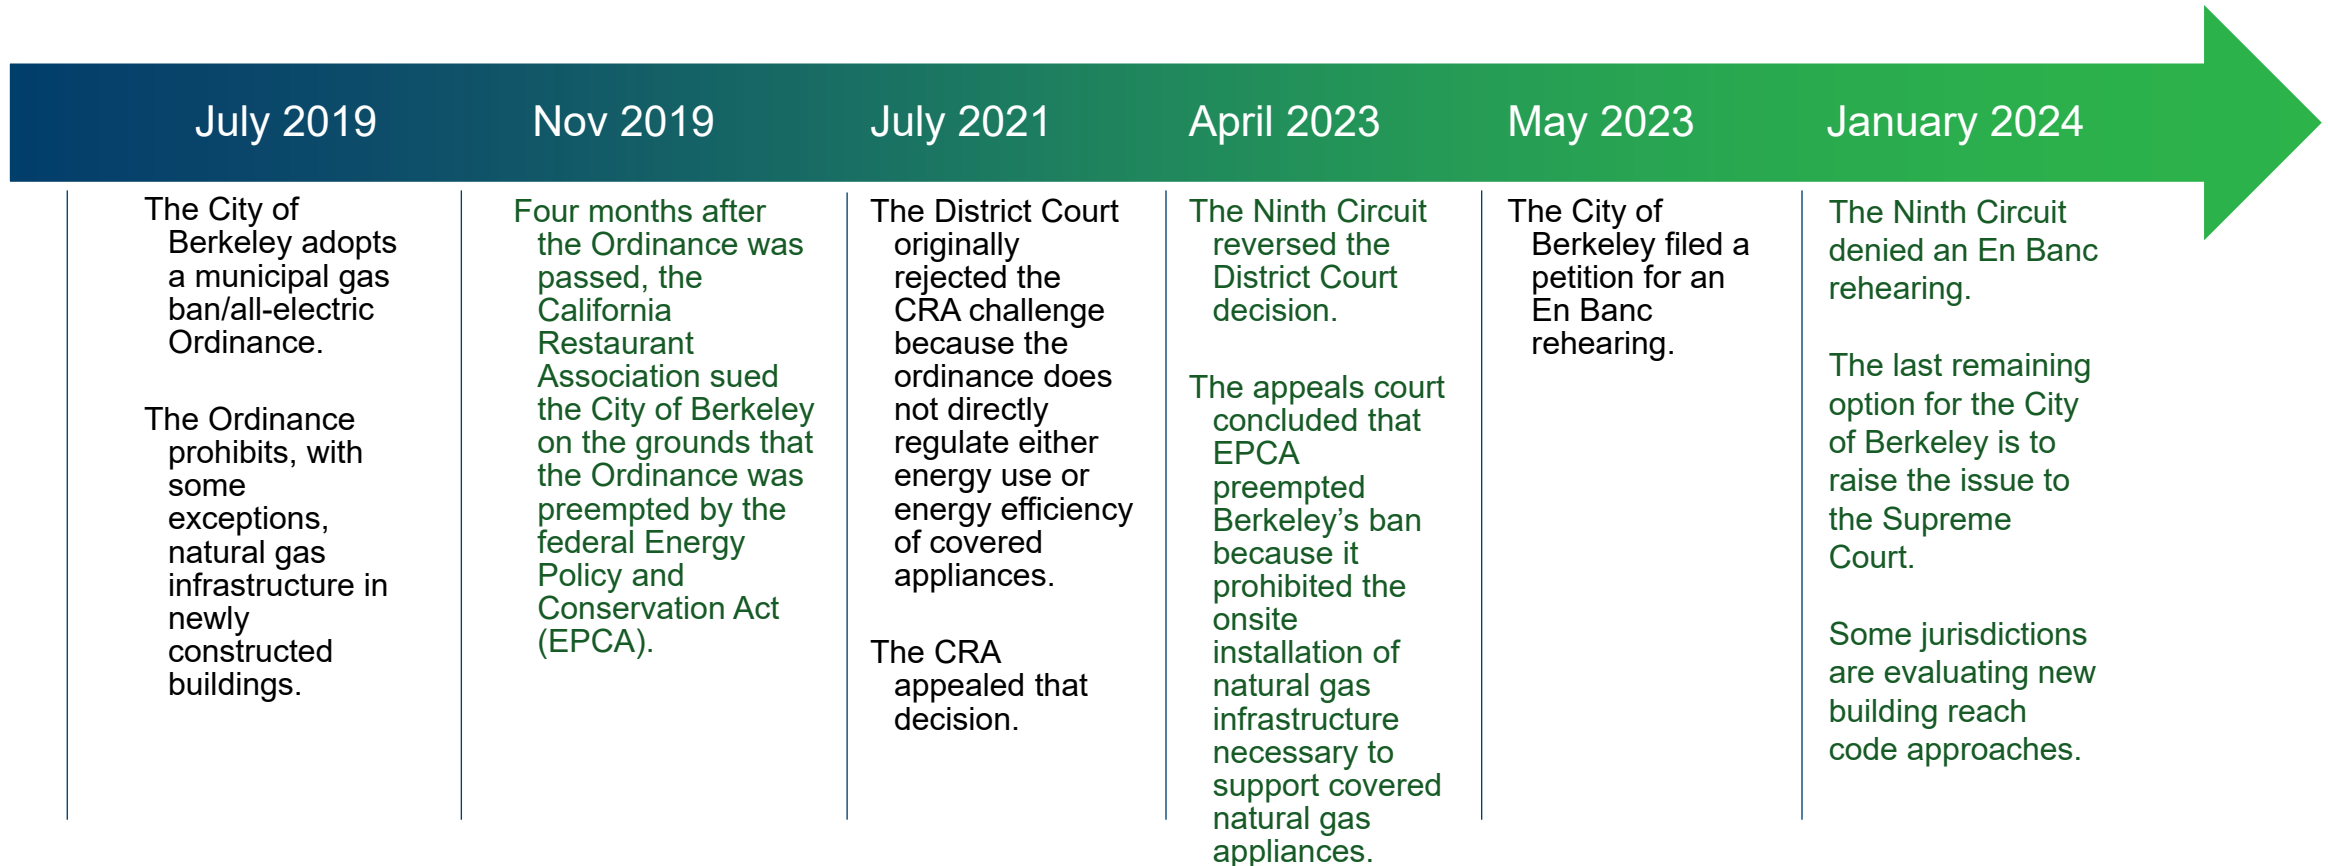 July 2019
The City of
Berkeley adopts
a municipal gas
ban/all-electric
Ordinance.
The Ordinance
prohibits, with
some
exceptions,
natural gas
infrastructure in
newly
constructed
buildings.
Nov 2019
Four months after
the Ordinance was
passed, the
California
Restaurant
Association sued
the City of Berkeley
on the grounds that
the Ordinance was
preempted by the
federal Energy
Policy and
Conservation Act
(EPCA).
July 2021
The District Court
originally
rejected the
CRA challenge
because the
ordinance does
not directly
regulate either
energy use or
energy efficiency
of covered
appliances.
The CRA
appealed that
decision.
April 2023
The Ninth Circuit
reversed the
District Court
decision.
The appeals court
concluded that
EPCA
preempted
Berkeley’s ban
because it
prohibited the
onsite
installation of
natural gas
infrastructure
necessary to
support covered
natural gas
appliances.
May 2023
The City of
Berkeley filed a
petition for an
En Banc
rehearing.
January 2024
The Ninth Circuit
denied an En Banc
rehearing.
The last remaining
option for the City
of Berkeley is to
raise the issue to
the Supreme
Court.
Some jurisdictions
are evaluating new
building reach
code approaches.